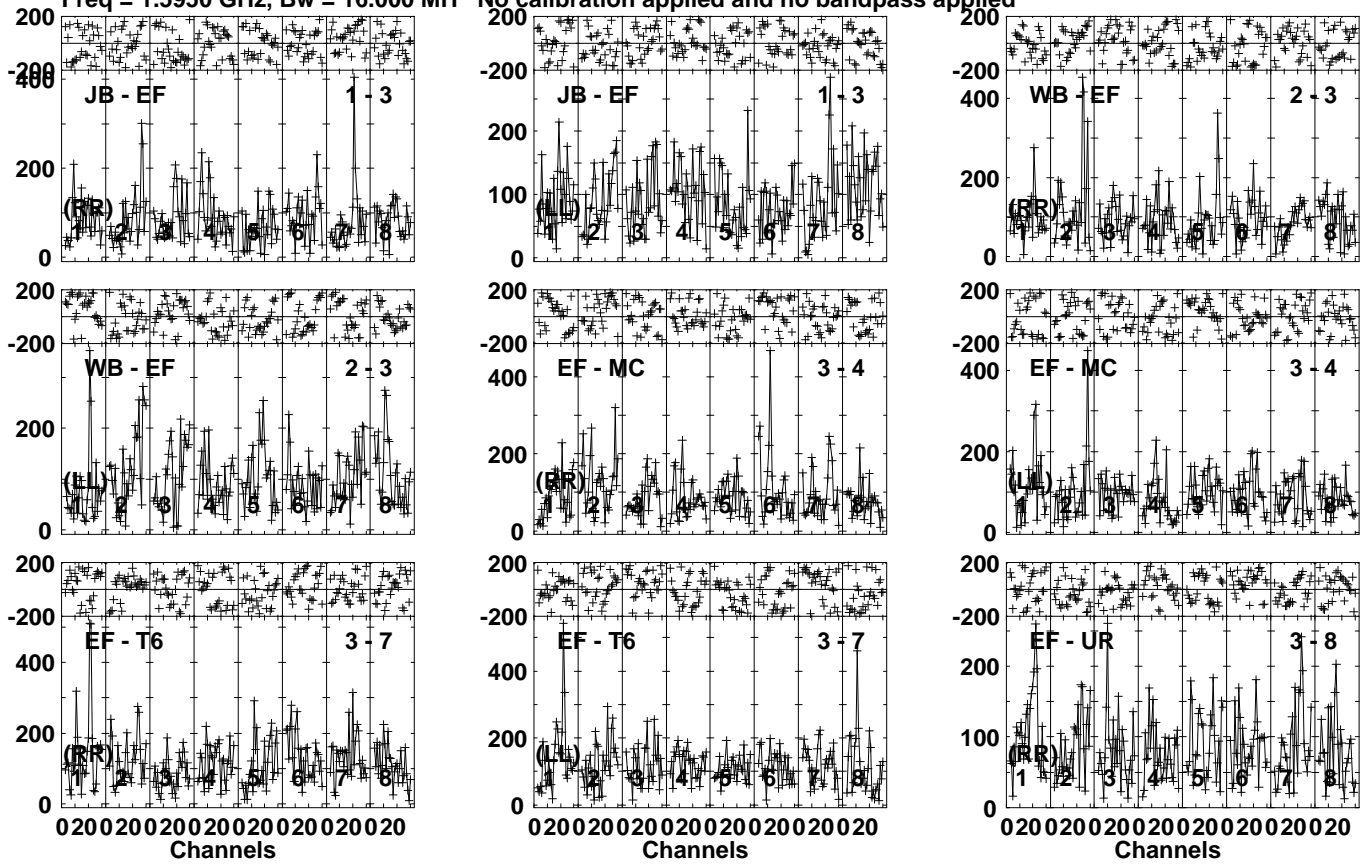 Freq = 1.5950 GHz, Bw = 16.000 MH No calibration applied and no bandpass applied
200 200 200
-200 -200 -200
400
JB - EF 1 - 3 JB - EF 1 - 3 WB - EF 2 - 3
400
200 200 200
100
(RR) (LL) (RR)
1 2 3 4 5 6 7 8 1 2 3 4 5 6 7 8 1 2 3 4 5 6 7 8
0 0 0
200 200 200
-200 -200 -200
WB - EF 2 - 3 EF - MC 3 - 4 EF - MC 3 - 4
400 400
200 200 200
(LL) (RR) (LL)
1 2 3 4 5 6 7 8 1 2 3 4 5 6 7 8 1 2 3 4 5 6 7 8
0 0 0
200 200 200
-200 -200 -200
EF - T6 3 - 7 EF - T6 3 - 7 EF - UR 3 - 8
400 400 200
200 200 100
(RR) (LL) (RR)
1 2 3 4 5 6 7 8 1 2 3 4 5 6 7 8 1 2 3 4 5 6 7 8
0 0 0
0 20 0 20 0 20 0 20 0 20 0 20 0 20 0 20 0 20 0 20 0 20 0 20 0 20 0 20 0 20 0 20 0 20 0 20 0 20 0 20 0 20 0 20 0 20 0 20
Channels Channels Channels